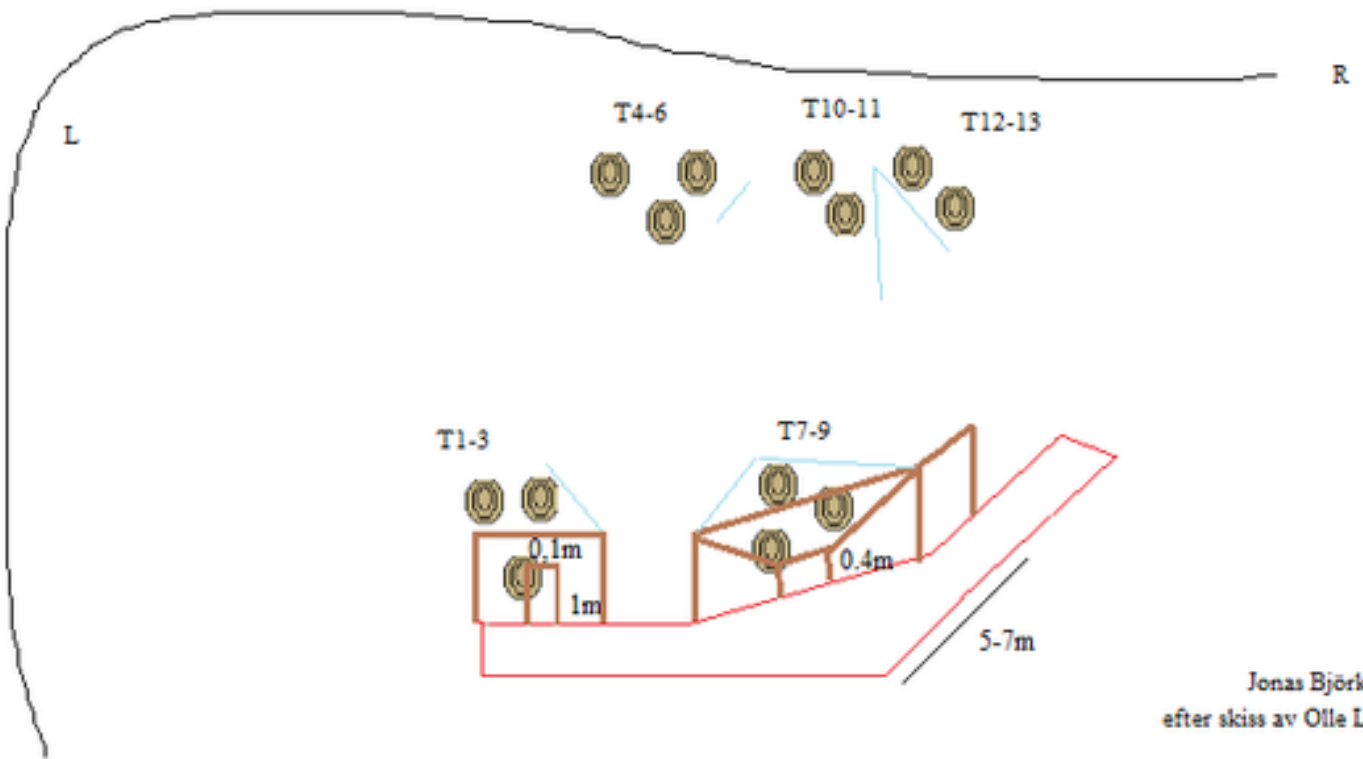 R
L
T4-6
T10-11
T12-13
T1-3
T7-9
0,1m
0.4m
1m
5-7m
Jonas Björk
efter skiss av Olle L